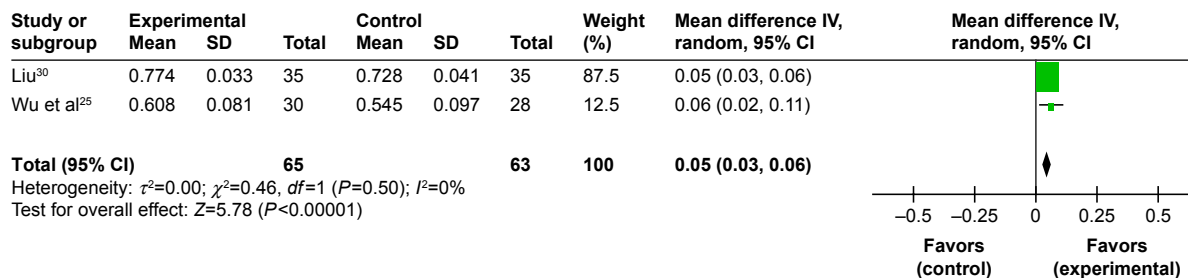 Study or Experimental Control Weight Mean difference IV, Mean difference IV,
subgroup Mean SD Total Mean SD Total (%) random, 95% CI random, 95% CI
Liu³⁰ 0.774 0.033 35 0.728 0.041 35 87.5 0.05 (0.03, 0.06)
Wu et al²⁵ 0.608 0.081 30 0.545 0.097 28 12.5 0.06 (0.02, 0.11)
Total (95% CI) 65 63 100 0.05 (0.03, 0.06)
Heterogeneity: τ²=0.00; χ²=0.46, df=1 (P=0.50); I²=0%
Test for overall effect: Z=5.78 (P<0.00001)
–0.5 –0.25 0 0.25 0.5
Favors Favors
(control) (experimental)